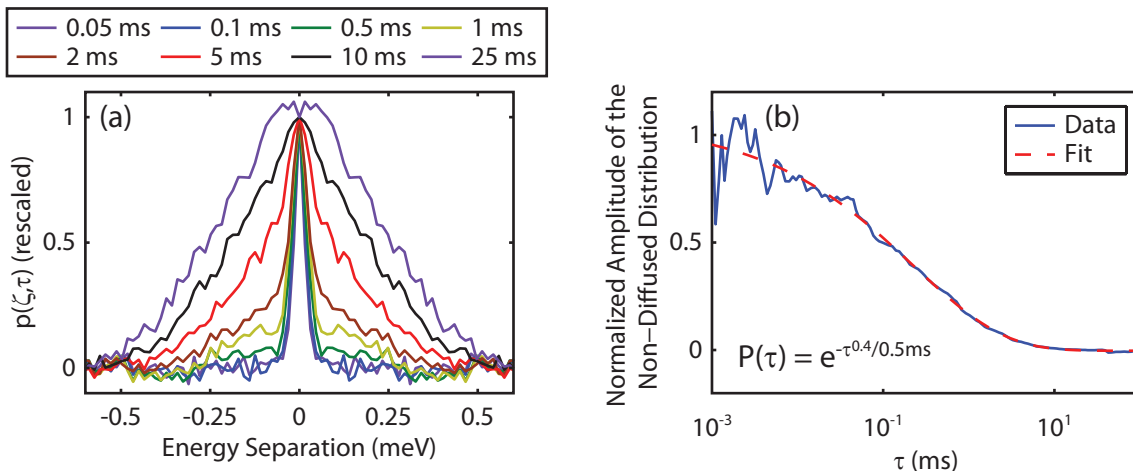 0.05 ms 0.1 ms 0.5 ms 1 ms
2 ms 5 ms 10 ms 25 ms
(a)
p(ζ,τ) (rescaled)
1
0.5
0
-0.5 -0.25 0 0.25 0.5
Energy Separation (meV)
(b)
Normalized Amplitude of the
Non−Diffused Distribution
Data
Fit
1
0.5
0
P(τ) = e^-τ^0.4/0.5ms
10^-3 10^-1 10^1
τ (ms)